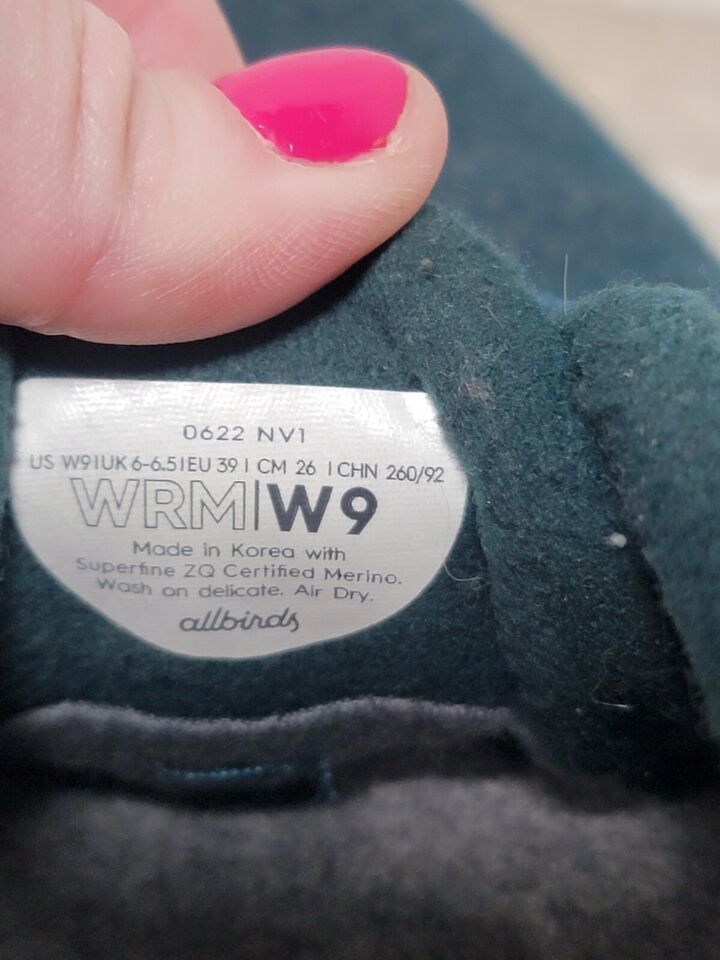 0622 NV1
US W9|UK 6-6.5|EU 39 | CM 26 | CHN 260/92
WRM|W9
Made in Korea with
Superfine ZQ Certified Merino.
Wash on delicate. Air Dry.
allbirds